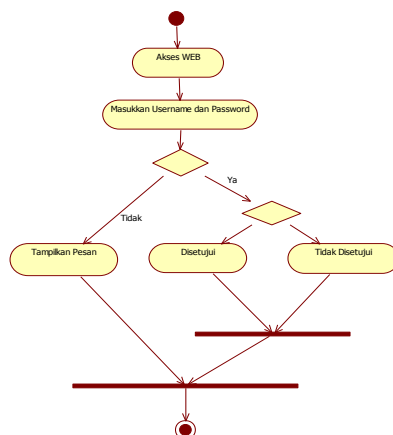 Akses WEB
Masukkan Username dan Password
Ya
Tidak
Tampilkan Pesan
Disetujui
Tidak Disetujui